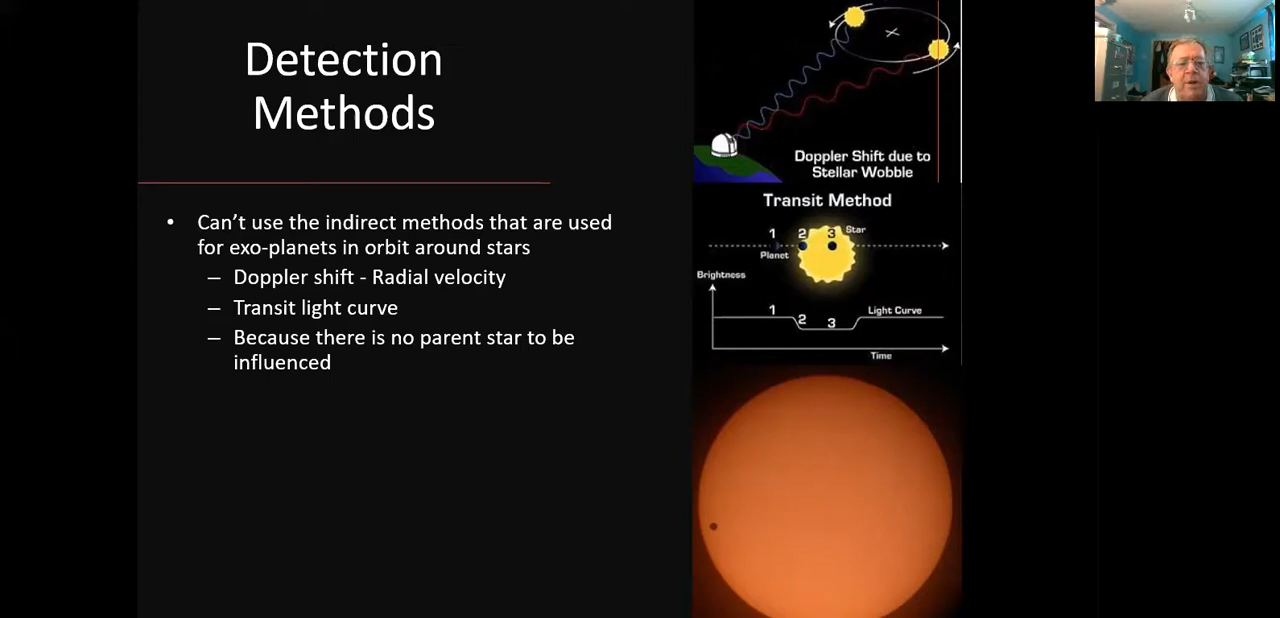 Detection
Methods
• Can’t use the indirect methods that are used
for exo-planets in orbit around stars
– Doppler shift - Radial velocity
– Transit light curve
– Because there is no parent star to be
influenced
Doppler Shift due to
Stellar Wobble
Transit Method
1 2 3 Star
Planet
Brightness
1 2 3 Light Curve
Time